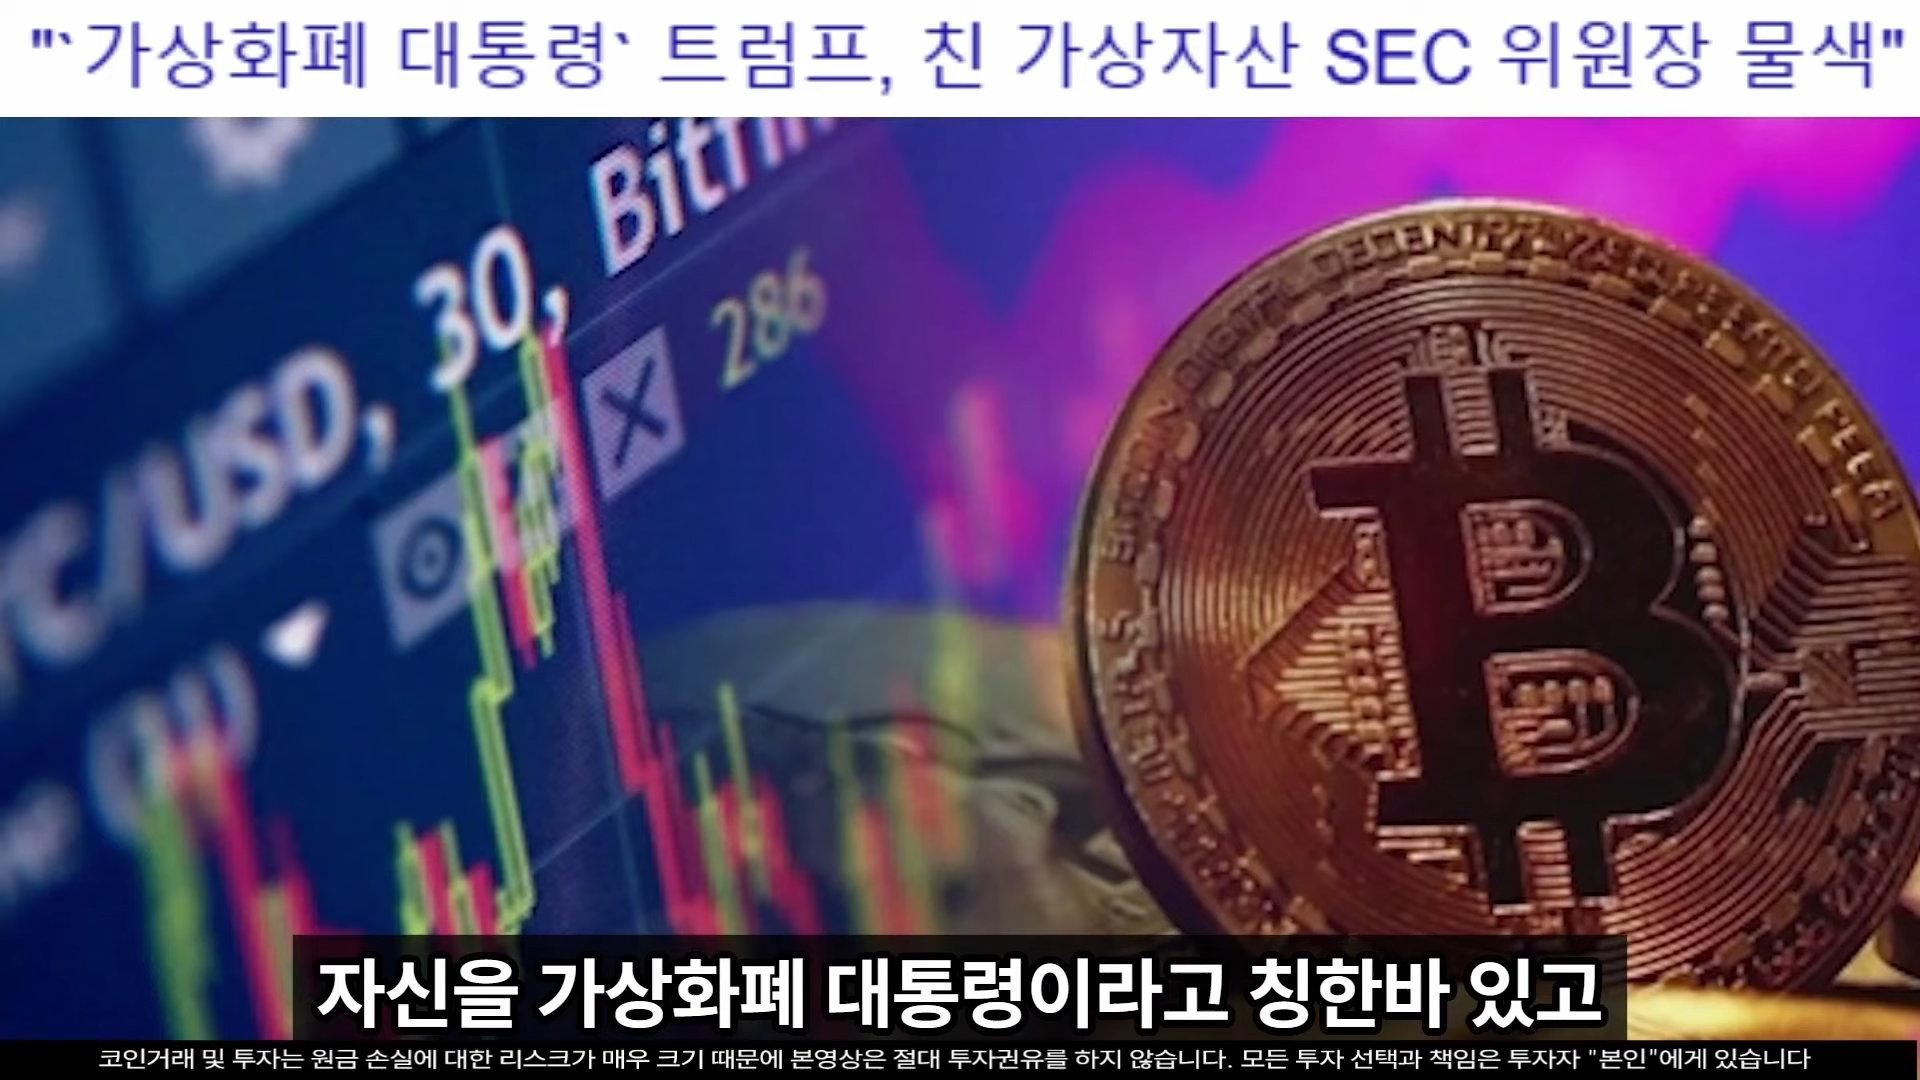 "`가상화폐 대통령` 트럼프, 친 가상자산 SEC 위원장 물색"
30,
C/USD,
286
자신을 가상화폐 대통령이라고 칭한바 있고
코인거래 및 투자는 원금 손실에 대한 리스크가 매우 크기 때문에 본영상은 절대 투자권유를 하지 않습니다. 모든 투자 선택과 책임은 투자자 "본인"에게 있습니다